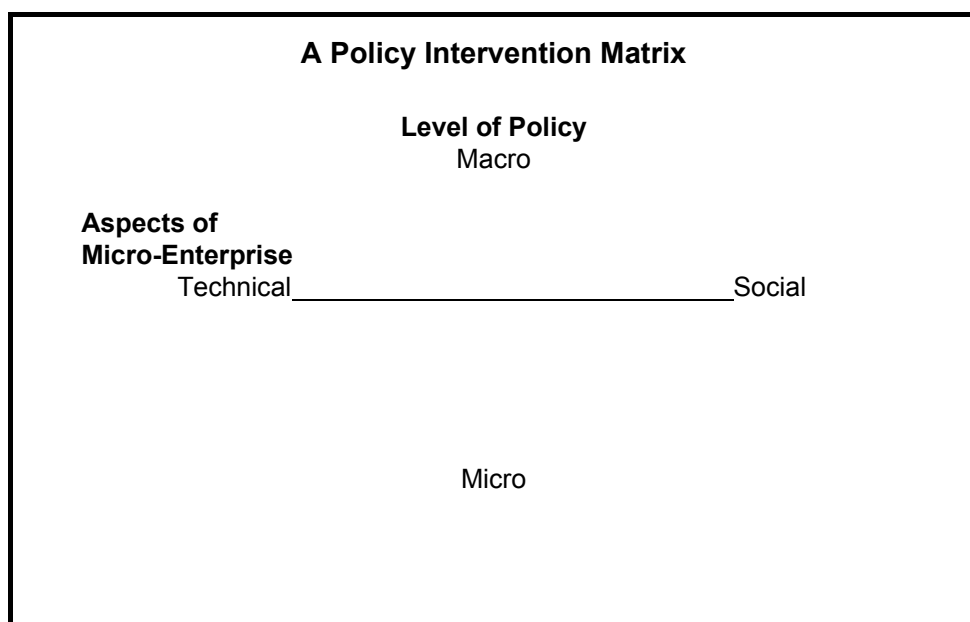 A Policy Intervention Matrix
Level of Policy
Macro
Aspects of
Micro-Enterprise
Technical Social
Micro